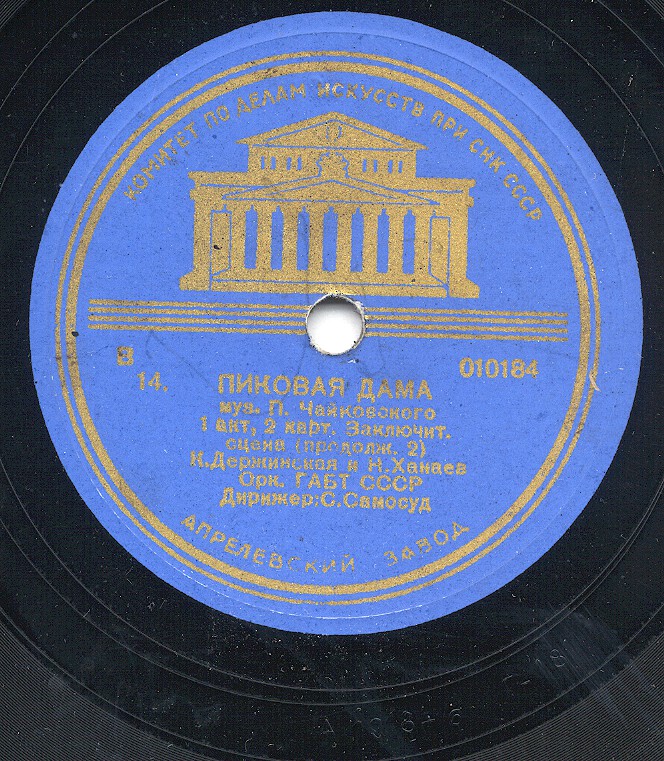 КОМИТЕТ ПО ДЕЛАМ ИСКУССТВ ПРИ СНК СССР
В 010184
14. ПИКОВАЯ ДАМА
муз. П. Чайковского
1 акт, 2 карт. Заключит.
сцена (продолж. 2)
К. Держинская и Н. Ханаев
Орк. ГАБТ СССР
Дирижер: С. Самосуд
АПРЕЛЕВСКИЙ ЗАВОД